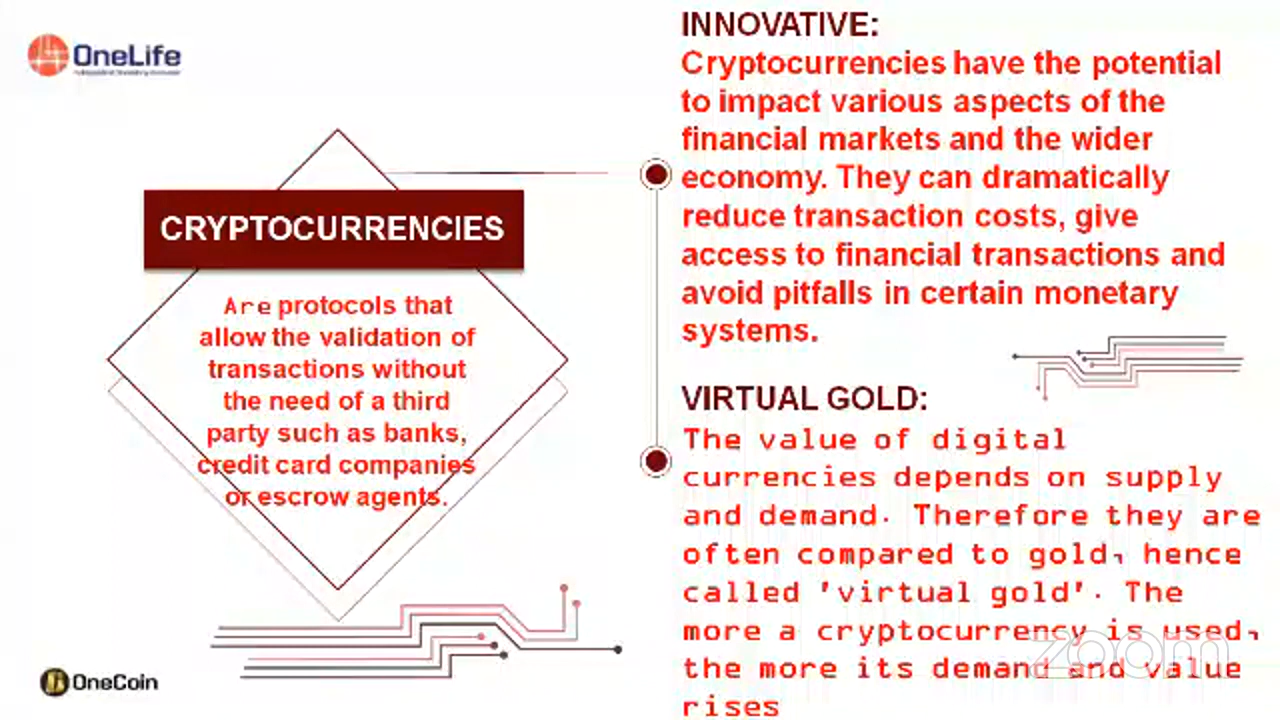 OneLife
CRYPTOCURRENCIES
Are protocols that
allow the validation of
transactions without
the need of a third
party such as banks,
credit card companies
or escrow agents.
INNOVATIVE:
Cryptocurrencies have the potential
to impact various aspects of the
financial markets and the wider
economy. They can dramatically
reduce transaction costs, give
access to financial transactions and
avoid pitfalls in certain monetary
systems.
VIRTUAL GOLD:
The value of digital
currencies depends on supply
and demand. Therefore they are
often compared to gold, hence
called 'virtual gold'. The
more a cryptocurrency is used,
the more its demand and value
rises
OneCoin
zoom